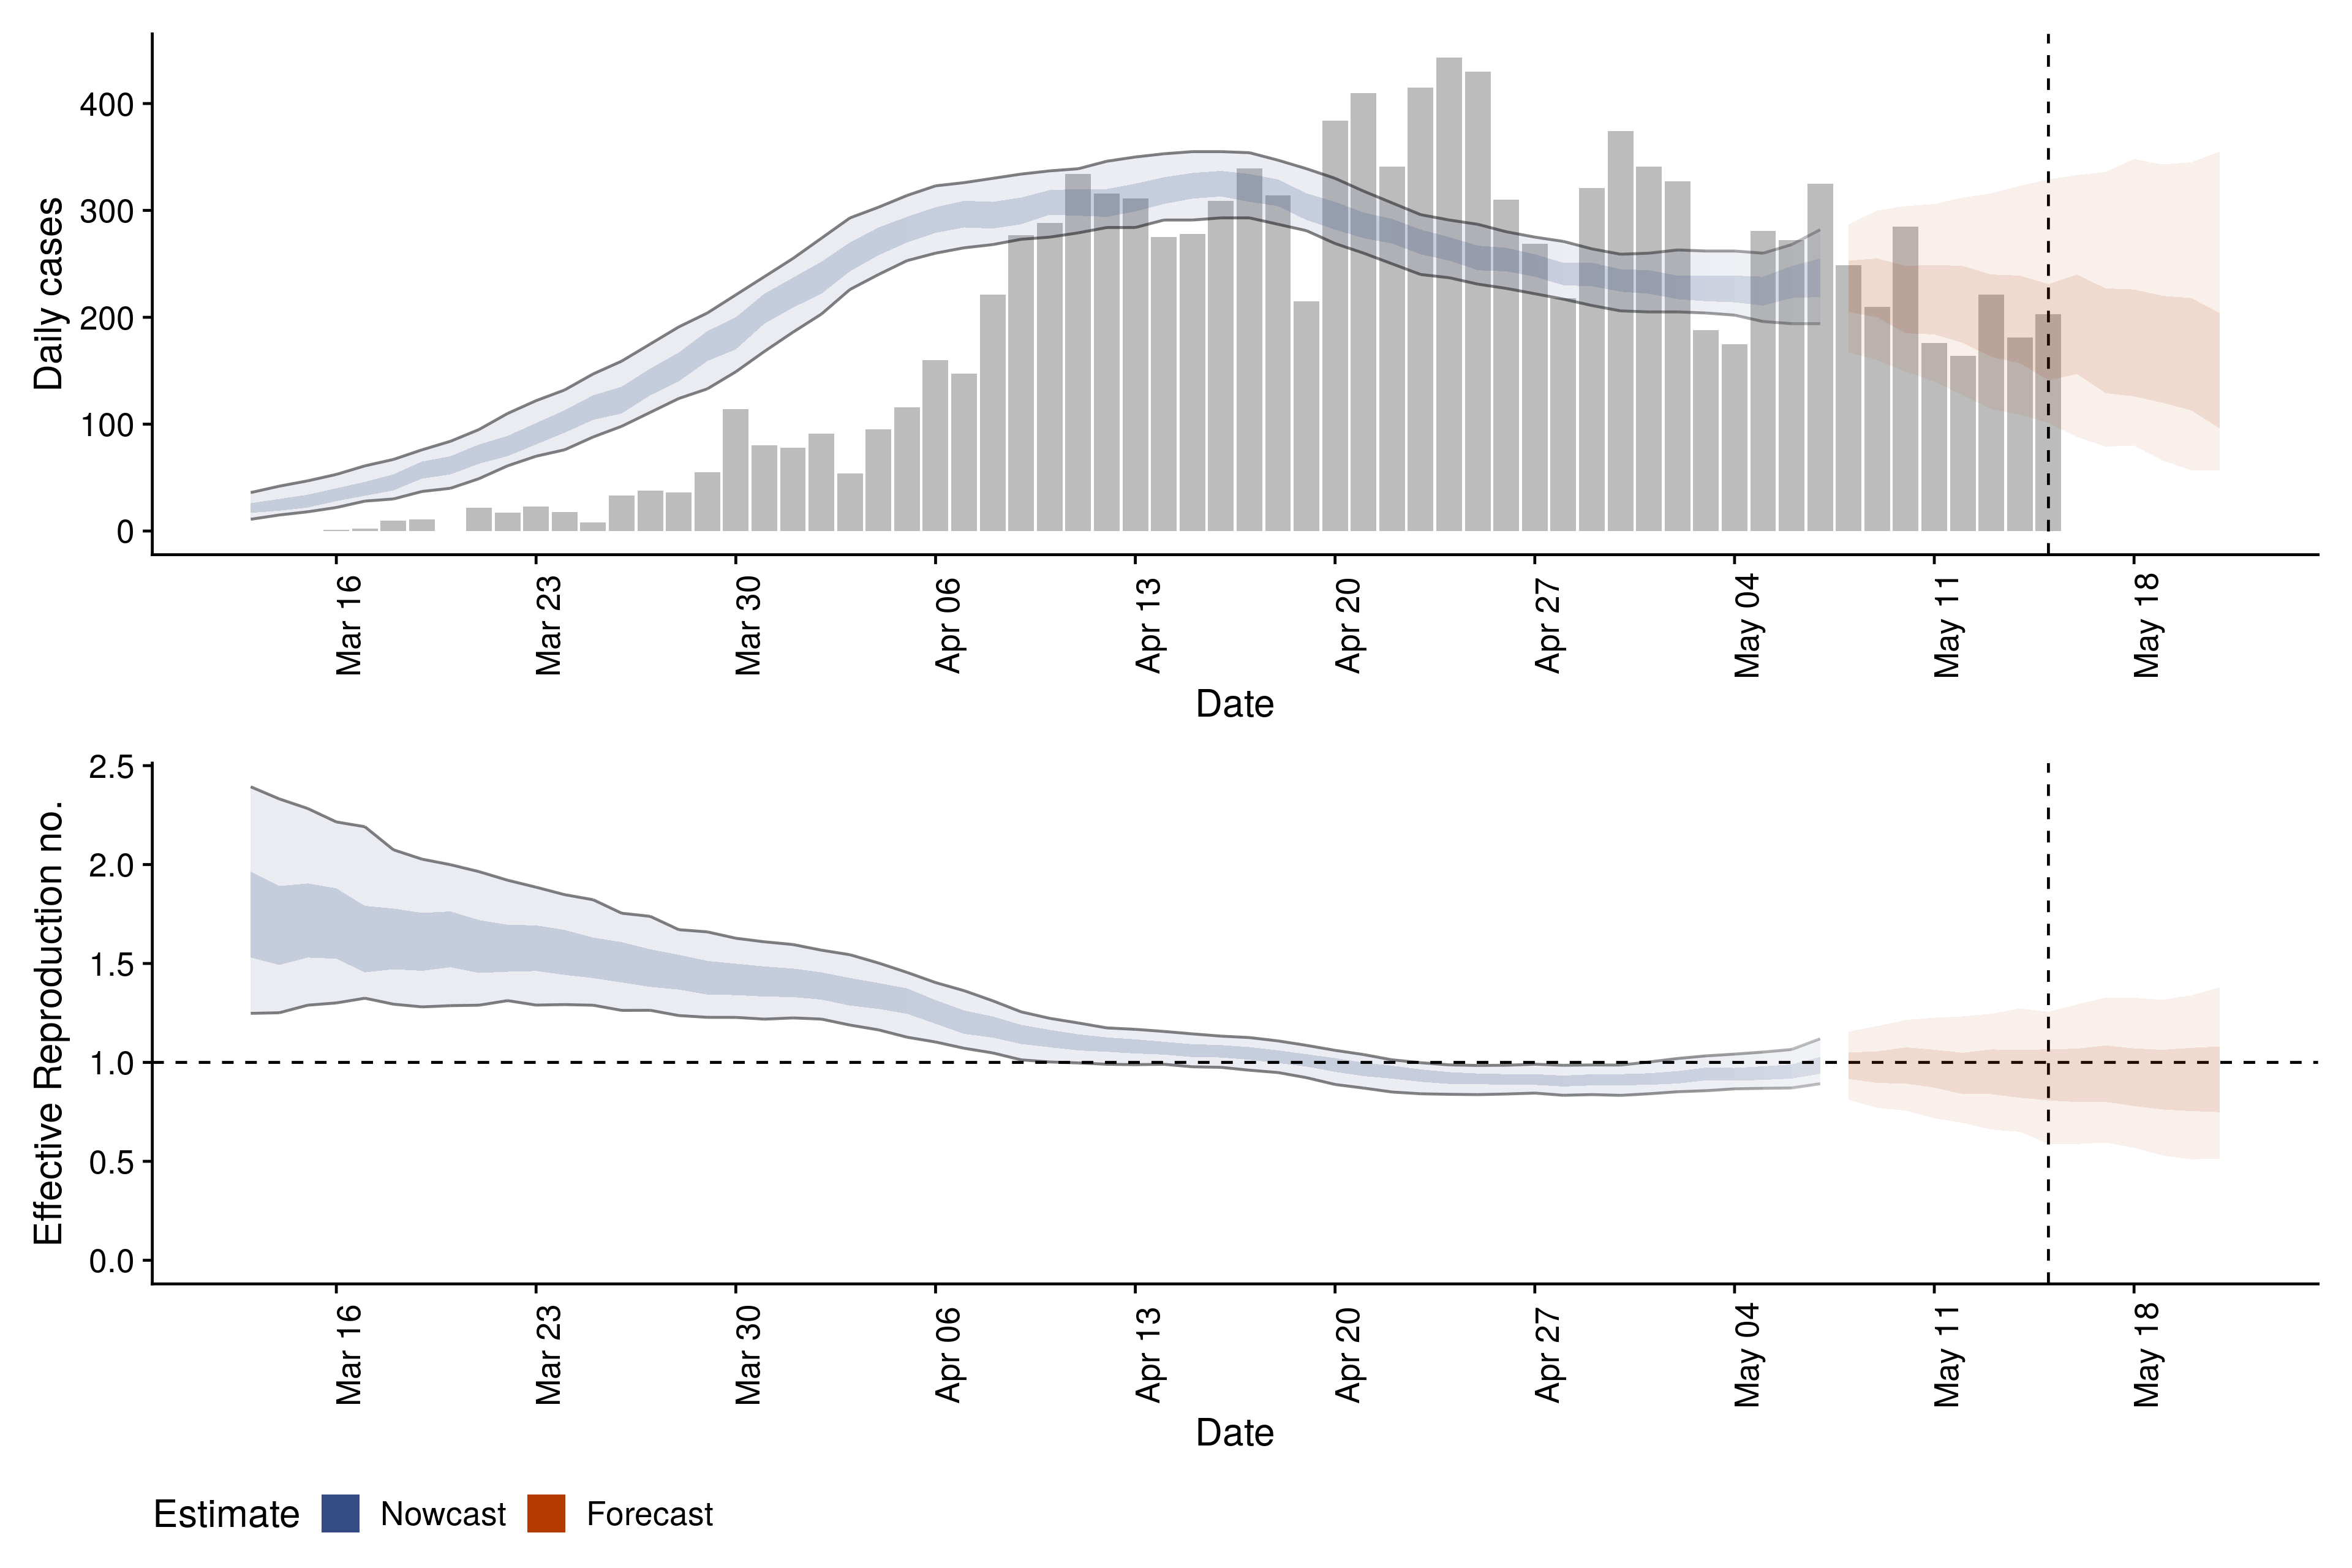 Daily cases
400
300
200
100
0
Mar 16
Mar 23
Mar 30
Apr 06
Apr 13
Apr 20
Apr 27
May 04
May 11
May 18
Date
Effective Reproduction no.
2.5
2.0
1.5
1.0
0.5
0.0
Mar 16
Mar 23
Mar 30
Apr 06
Apr 13
Apr 20
Apr 27
May 04
May 11
May 18
Date
Estimate Nowcast Forecast